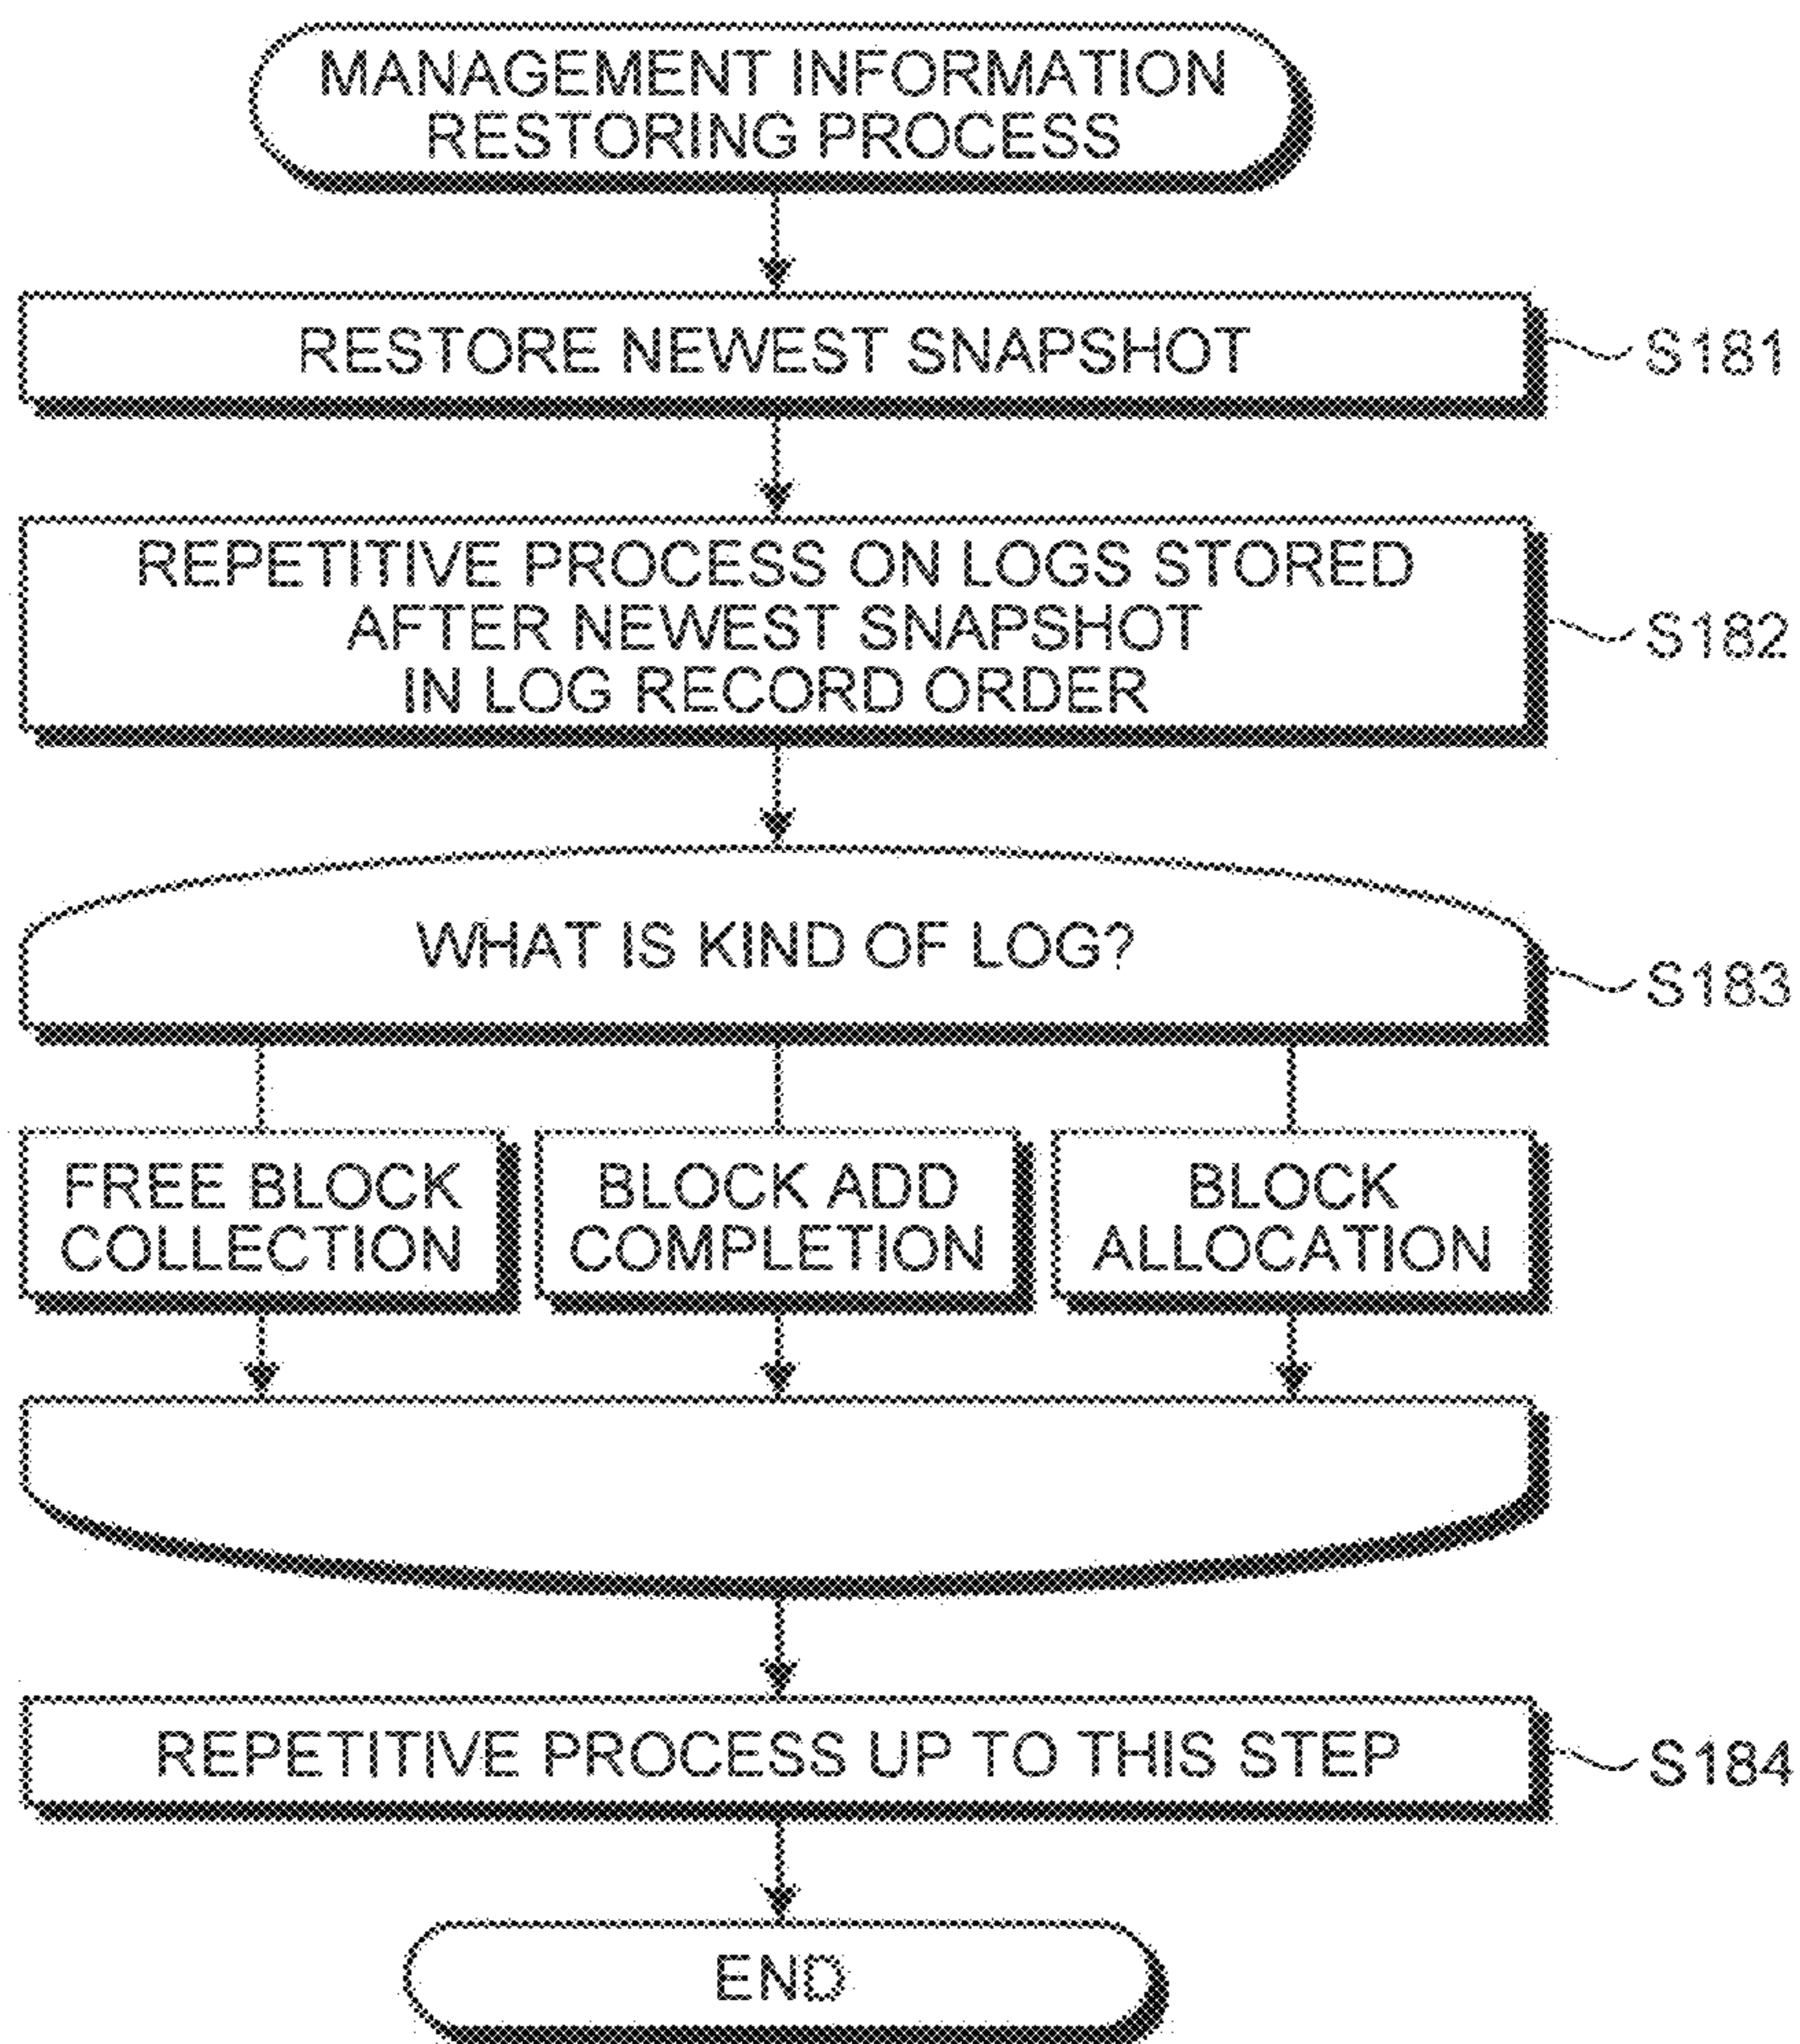 MANAGEMENT INFORMATION
RESTORING PROCESS
RESTORE NEWEST SNAPSHOT
S181
REPETITIVE PROCESS ON LOGS STORED
AFTER NEWEST SNAPSHOT
IN LOG RECORD ORDER
S182
WHAT IS KIND OF LOG?
S183
FREE BLOCK
COLLECTION
BLOCK ADD
COMPLETION
BLOCK
ALLOCATION
REPETITIVE PROCESS UP TO THIS STEP
S184
END